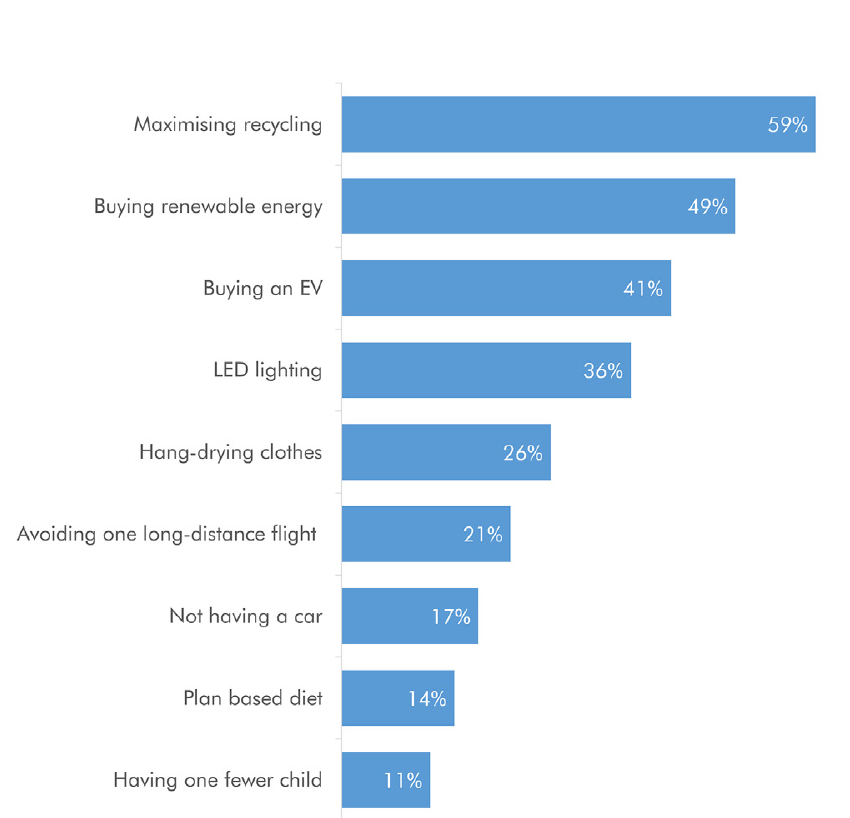 Maximising recycling 59%
Buying renewable energy 49%
Buying an EV 41%
LED lighting 36%
Hang-drying clothes 26%
Avoiding one long-distance flight 21%
Not having a car 17%
Plan based diet 14%
Having one fewer child 11%